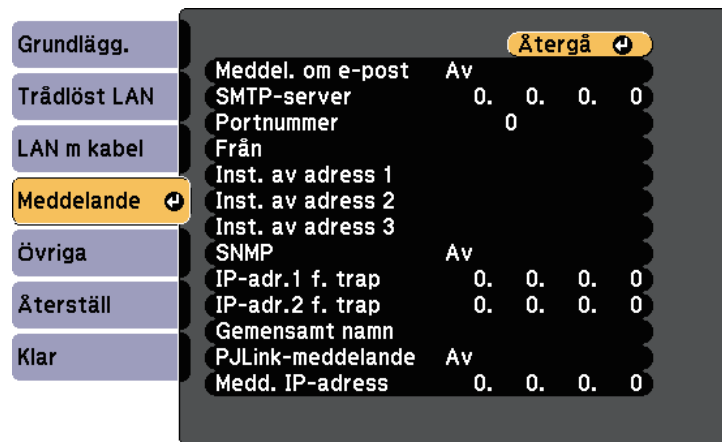 Grundlägg.
Trådlöst LAN
LAN m kabel
Meddelande
Övriga
Återställ
Klar
Återgå
Meddel. om e-post Av
SMTP-server 0. 0. 0. 0
Portnummer 0
Från
Inst. av adress 1
Inst. av adress 2
Inst. av adress 3
SNMP Av
IP-adr.1 f. trap 0. 0. 0. 0
IP-adr.2 f. trap 0. 0. 0. 0
Gemensamt namn
PJLink-meddelande Av
Medd. IP-adress 0. 0. 0. 0